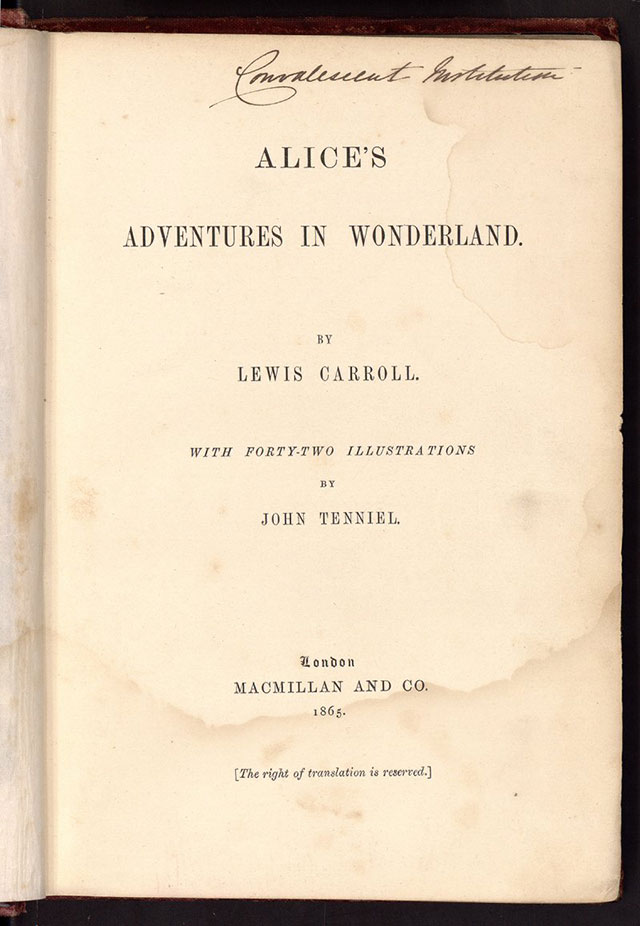 Convalescent Institution
ALICE'S
ADVENTURES IN WONDERLAND.
BY
LEWIS CARROLL.
WITH FORTY-TWO ILLUSTRATIONS
BY
JOHN TENNIEL.
London
MACMILLAN AND CO.
1865.
[The right of translation is reserved.]